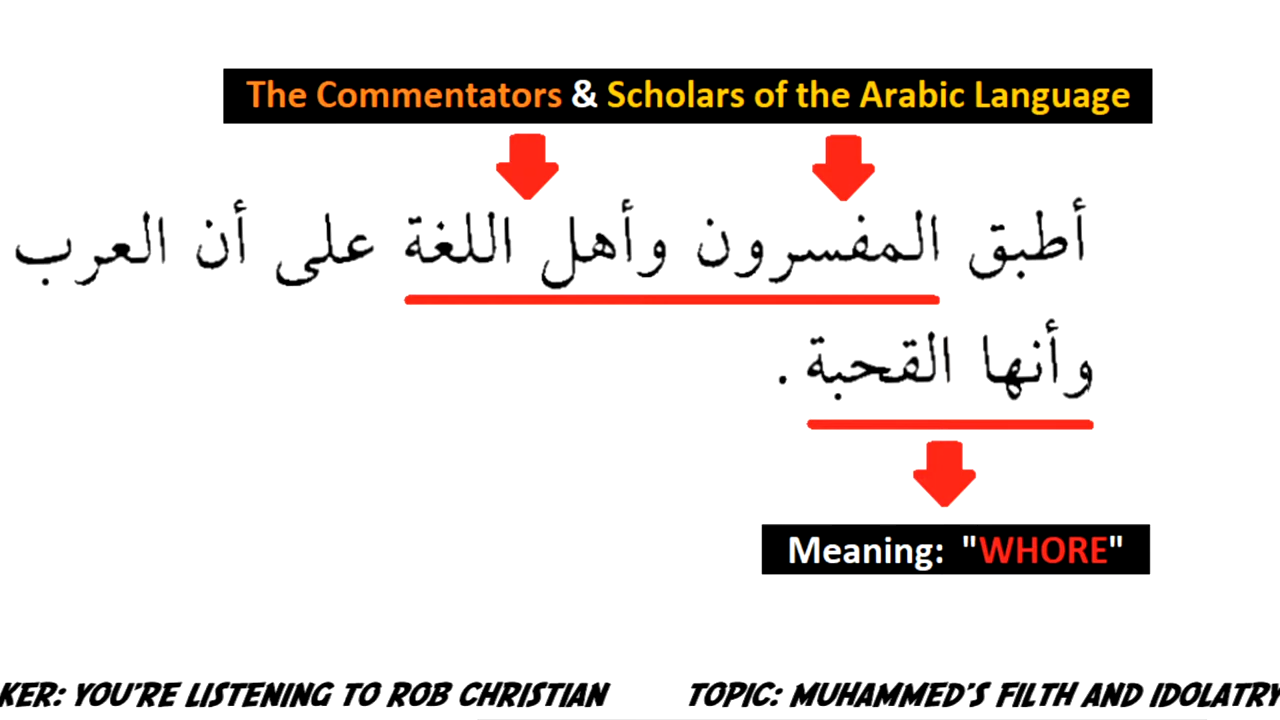 The Commentators & Scholars of the Arabic Language
أطبق المفسرون وأهل اللغة على أن العرب
وأنها القحبة .
Meaning: "WHORE"
KER: YOU'RE LISTENING TO ROB CHRISTIAN TOPIC: MUHAMMED'S FILTH AND IDOLATRY